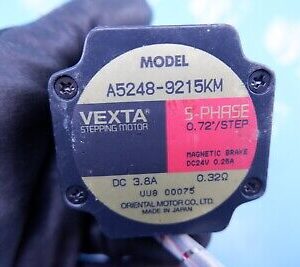 MODEL
A5248-9215KM
VEXTA® 5-PHASE
STEPPING MOTOR 0.72°/STEP
MAGNETIC BRAKE
DC24V 0.25A
DC 3.8A 0.32Ω
UU8 00075
ORIENTAL MOTOR CO., LTD.
MADE IN JAPAN